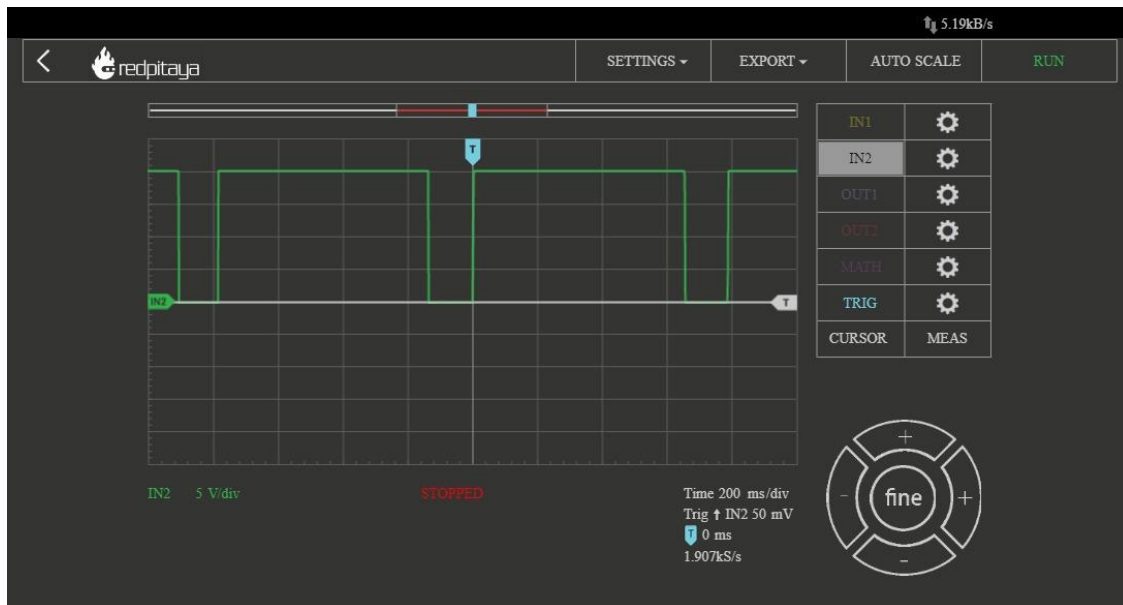 5.19kB/s
redpitaya SETTINGS EXPORT AUTO SCALE RUN
IN1
T
IN2
OUT1
OUT2
MATH
IN2 T TRIG
CURSOR MEAS
+
IN2 5 V/div STOPPED Time 200 ms/div
- fine +
Trig ↑ IN2 50 mV
T 0 ms
1.907kS/s
-